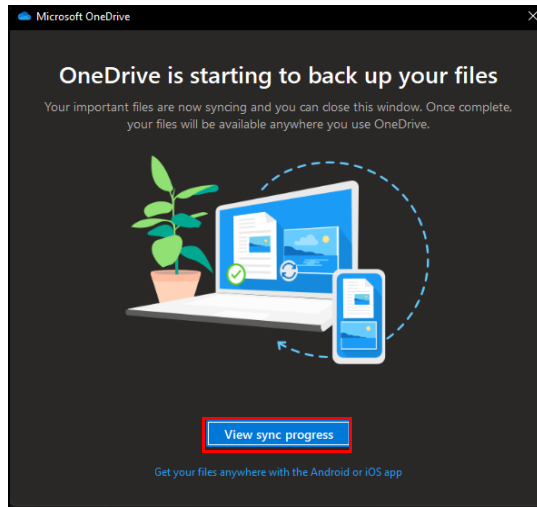 Microsoft OneDrive
OneDrive is starting to back up your files
Your important files are now syncing and you can close this window. Once complete,
your files will be available anywhere you use OneDrive.
View sync progress
Get your files anywhere with the Android or iOS app